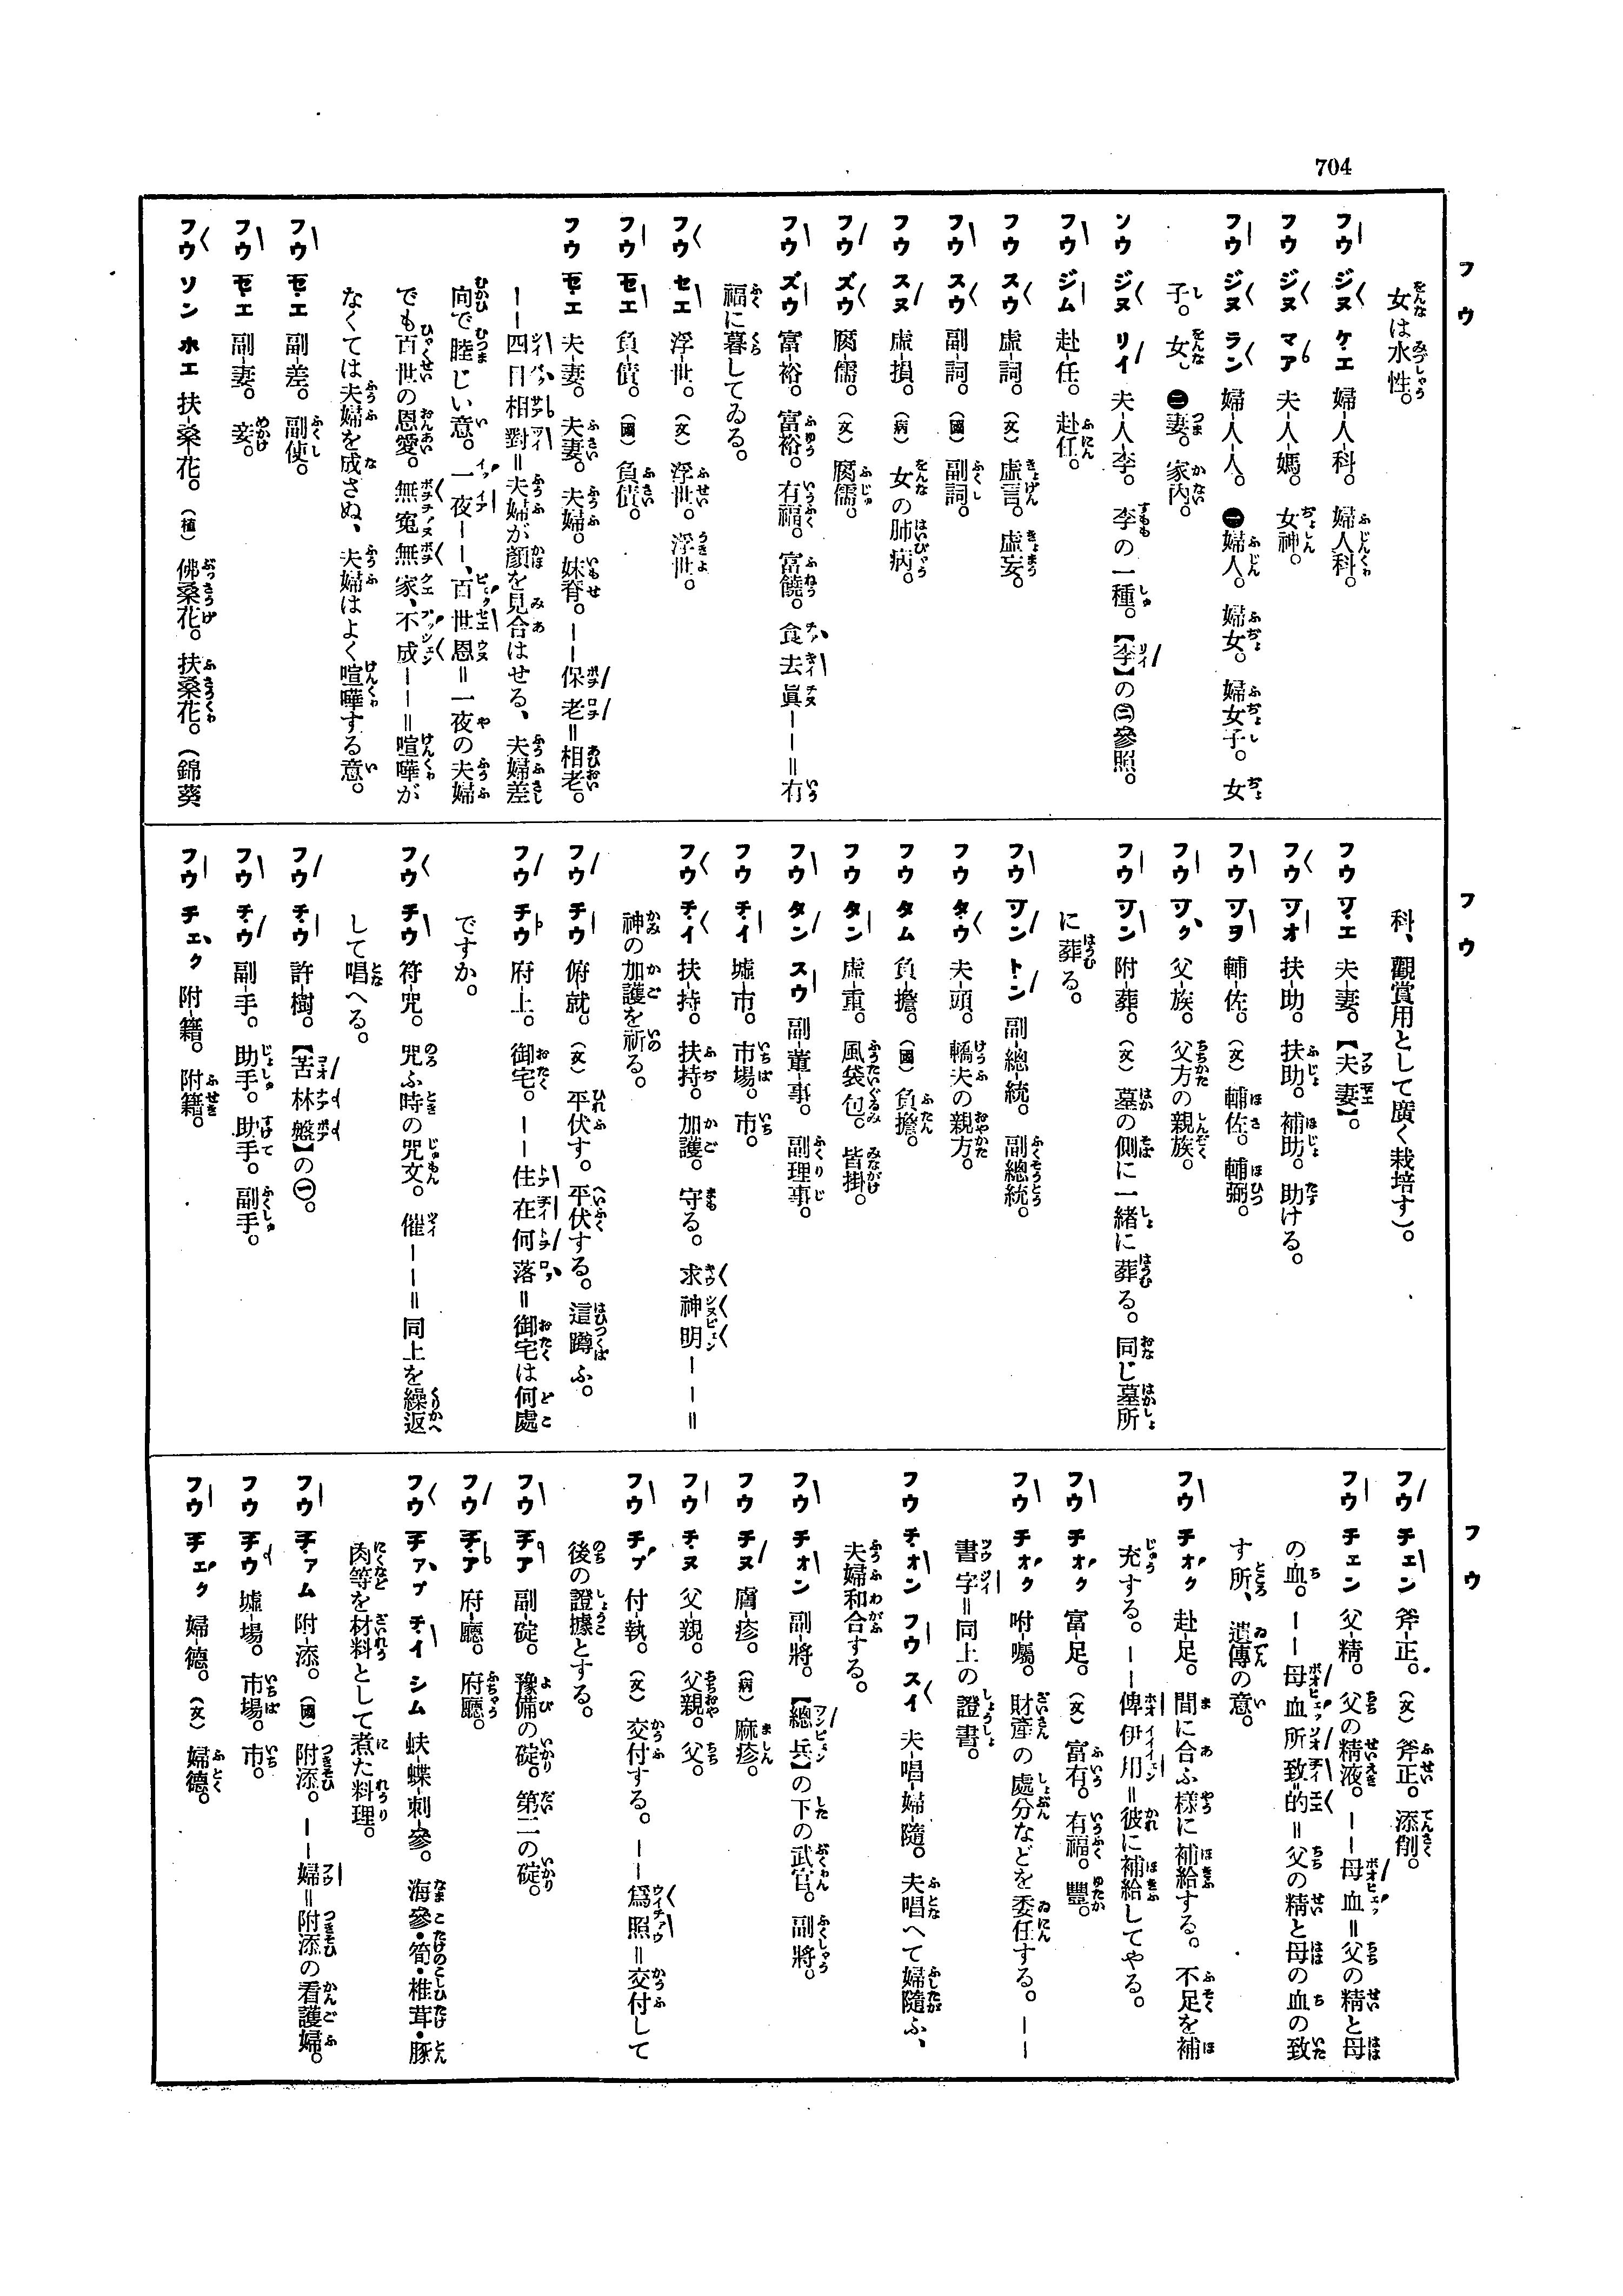 704
フウ
女は水性。
フウ ジヌ ケエ 婦-人-科。 婦人科。
フウ ジヌ マア 夫-人-媽。 女神。
フウ ジヌ ラン 婦-人-人。 ㊀婦人。婦女。婦女子。女
子。女。 ㊁妻。家內。
フウ ジヌ リイ 夫-人-李。 李の一種。【李】の㊁參照。
フウ ジム 赴-任。 赴任。
フウ スウ 虛-詞。(文) 虛言。虛妄。
フウ スウ 副-詞。(國) 副詞。
フウ スヌ 虛-損。(病) 女の肺病。
フウ ズウ 腐-儒。(文) 腐儒。
フウ ズウ 富-裕。 富裕。有福。富饒。食去眞——=有
福に暮してゐる。
フウ セエ 浮-世。(文) 浮世。浮世。
フウ セエ 負-債。(國) 負債。
フウ セエ 夫-妻。 夫妻。夫婦。妹脊。——保老=相老。
——四目相對=夫婦が顏を見合はせる、夫婦差
向で睦じい意。一夜——、百世恩=一夜の夫婦
でも百世の恩愛。無寃無家、不成——=喧嘩が
なくては夫婦を成さぬ、夫婦はよく喧嘩する意。
フウ セエ 副-差。 副使。
フウ セエ 副-妻。 妾。
フウ ソン ホエ 扶-桑-花。(植) 佛桑花。扶桑花。(錦葵
フウ
科、觀賞用として廣く栽培す)。
フウ ツエ 夫-妻。【夫妻】。
フウ ツオ 扶-助。 扶助。補助。助ける。
フウ ツヲ 輔-佐。(文) 輔佐。輔弼。
フウ ツク 父-族。 父方の親族。
フウ ツン 附-葬。(文) 墓の側に一緒に葬る。同じ墓所
に葬る。
フウ ツン トン 副-總-統。 副總統。
フウ タウ 夫-頭。 轎夫の親方。
フウ タム 負-擔。(國) 負擔。
フウ タン 虛-重。 風袋包。皆掛。
フウ タン スウ 副-董-事。 副理事。
フウ チイ 墟-市。 市場。市。
フウ チイ 扶-持。 扶持。加護。守る。求神明——=
神の加護を祈る。
フウ チウ 俯-就。(文) 平伏す。平伏する。這蹲ふ。
フウ チウ 府-上。 御宅。——住在何落=御宅は何處
ですか。
フウ チウ 符-咒。 咒ふ時の咒文。催——=同上を繰返
して唱へる。
フウ チウ 許-樹。【苦林盤】の㊀。
フウ チウ 副-手。 助手。助手。副手。
フウ チェク 附-籍。 附籍。
フウ
フウ チェン 斧-正。(文) 斧正。添削。
フウ チェン 父-精。 父の精液。——母血=父の精と母
の血。——母血所致的=父の精と母の血の致
す所、遺傳の意。
フウ チオク 赴-足。 間に合ふ樣に補給する。不足を補
充する。——俾伊用=彼に補給してやる。
フウ チオク 富-足。(文) 富有。有福。豐。
フウ チオク 咐-囑。 財產の處分などを委任する。——
書字=同上の證書。
フウ チオン フウ スイ 夫-唱-婦-隨。 夫唱へて婦隨ふ、
夫婦和合する。
フウ チオン 副-將。【總兵】の下の武官。副將。
フウ チヌ 膚-疹。(病) 麻疹。
フウ チヌ 父-親。 父親。父。
フウ チプ 付-執。(文) 交付する。——爲照=交付して
後の證據とする。
フウ チア 副-碇。 豫備の碇。第二の碇。
フウ チア 府-廳。 府廳。
フウ チアプ チイ シム 蚨-蝶-刺-參。 海參・筍・椎茸・豚
肉等を材料として煮た料理。
フウ チアム 附-添。(國) 附添。——婦=附添の看護婦。
フウ チウ 墟-場。 市場。市。
フウ チェク 婦-德。(文) 婦德。